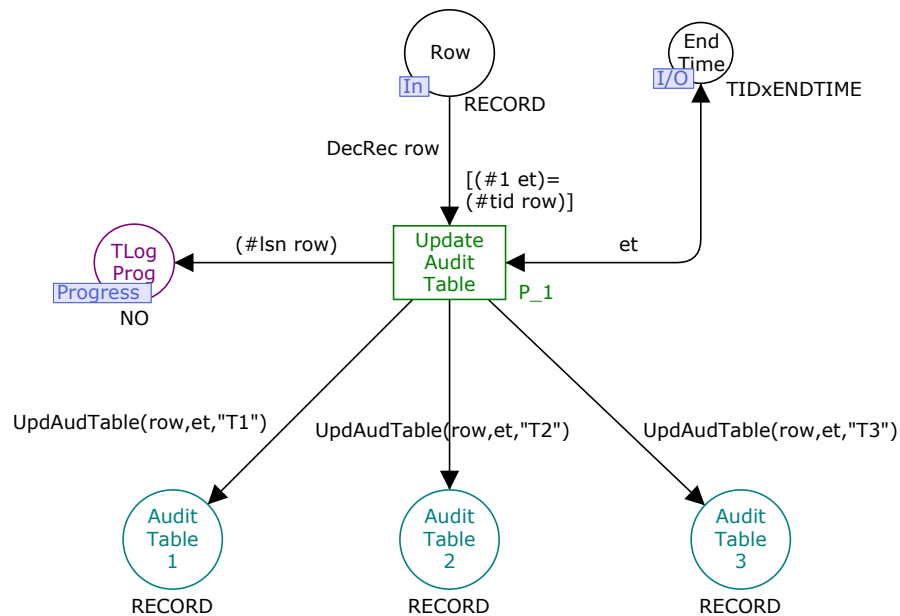 Row
In
RECORD
End
Time
I/O
TIDxENDTIME
DecRec row
[(#1 et)=
(#tid row)]
TLog
Prog
Progress
NO
(#lsn row)
Update
Audit
Table
P_1
et
UpdAudTable(row,et,"T1")
UpdAudTable(row,et,"T2")
UpdAudTable(row,et,"T3")
Audit
Table
1
RECORD
Audit
Table
2
RECORD
Audit
Table
3
RECORD